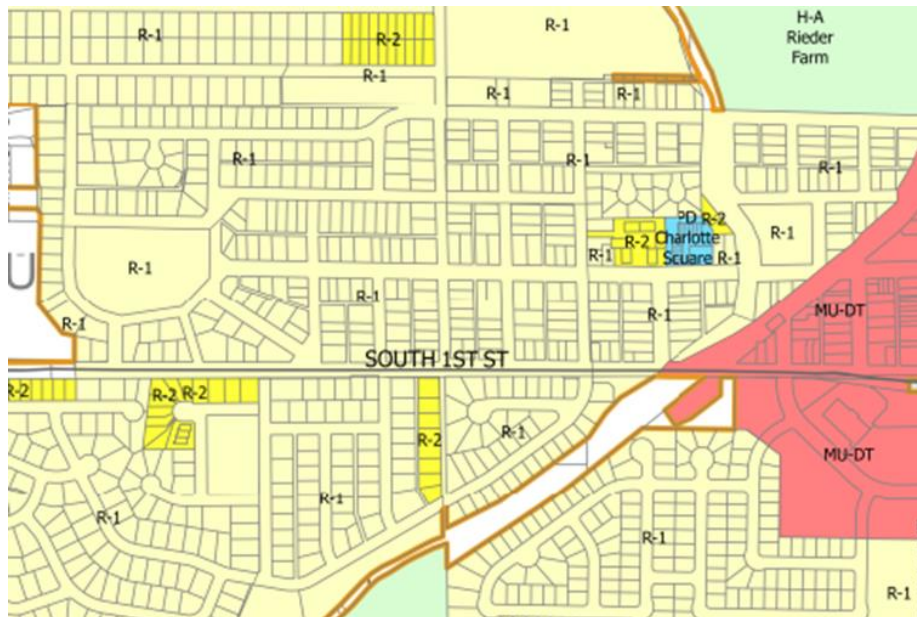 H-A
Rieder
Farm
R-1
R-1
R-2
R-1
R-1
R-1
R-1
R-1
R-1
PD R-2
R-2 Charlotte
Square
R-1
R-1
R-1
R-1
R-1
R-1
R-1
MU-DT
SOUTH 1ST ST
R-2
R-2
R-2
R-2
R-1
MU-DT
R-1
R-1
R-1
R-1
U